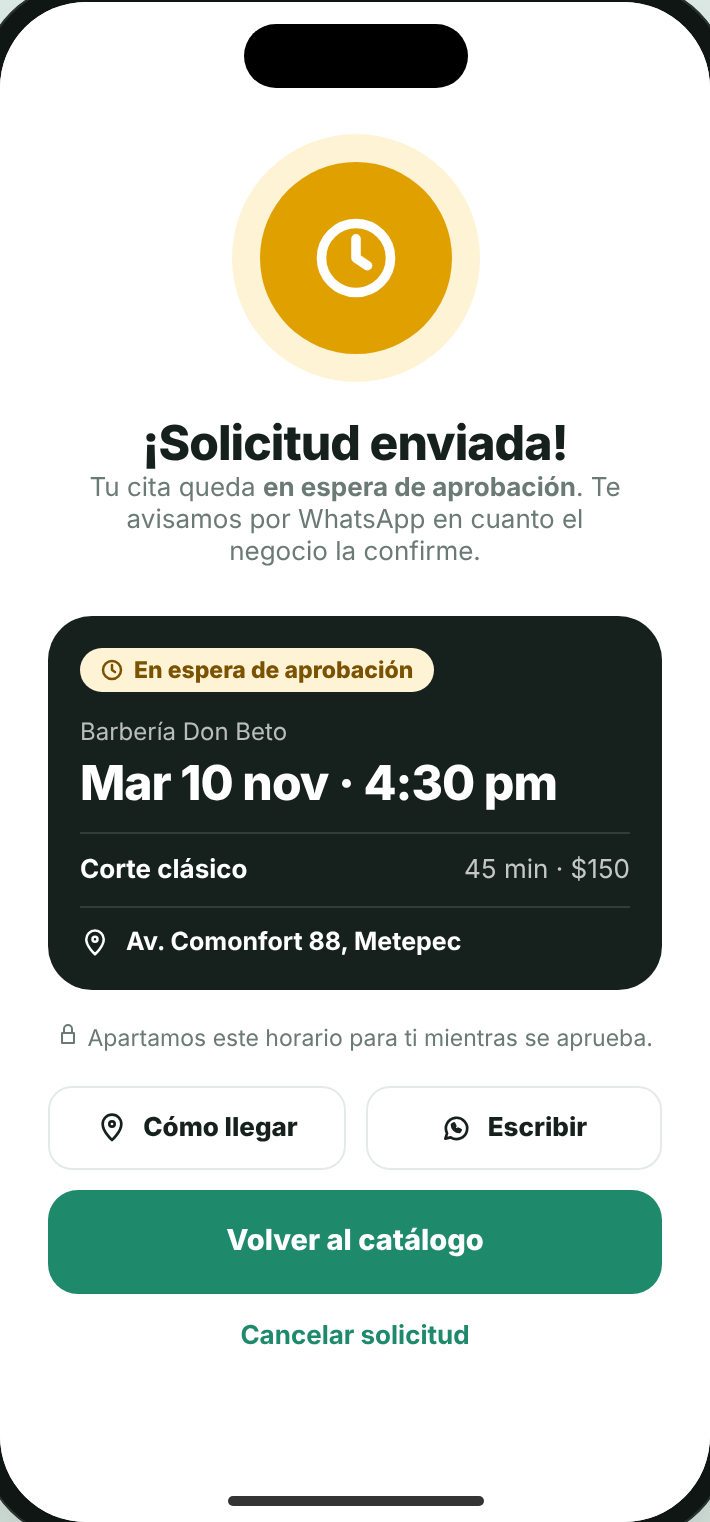 ¡Solicitud enviada!
Tu cita queda en espera de aprobación. Te
avisamos por WhatsApp en cuanto el
negocio la confirme.
En espera de aprobación
Barbería Don Beto
Mar 10 nov · 4:30 pm
Corte clásico 45 min · $150
Av. Comonfort 88, Metepec
Apartamos este horario para ti mientras se aprueba.
Cómo llegar Escribir
Volver al catálogo
Cancelar solicitud